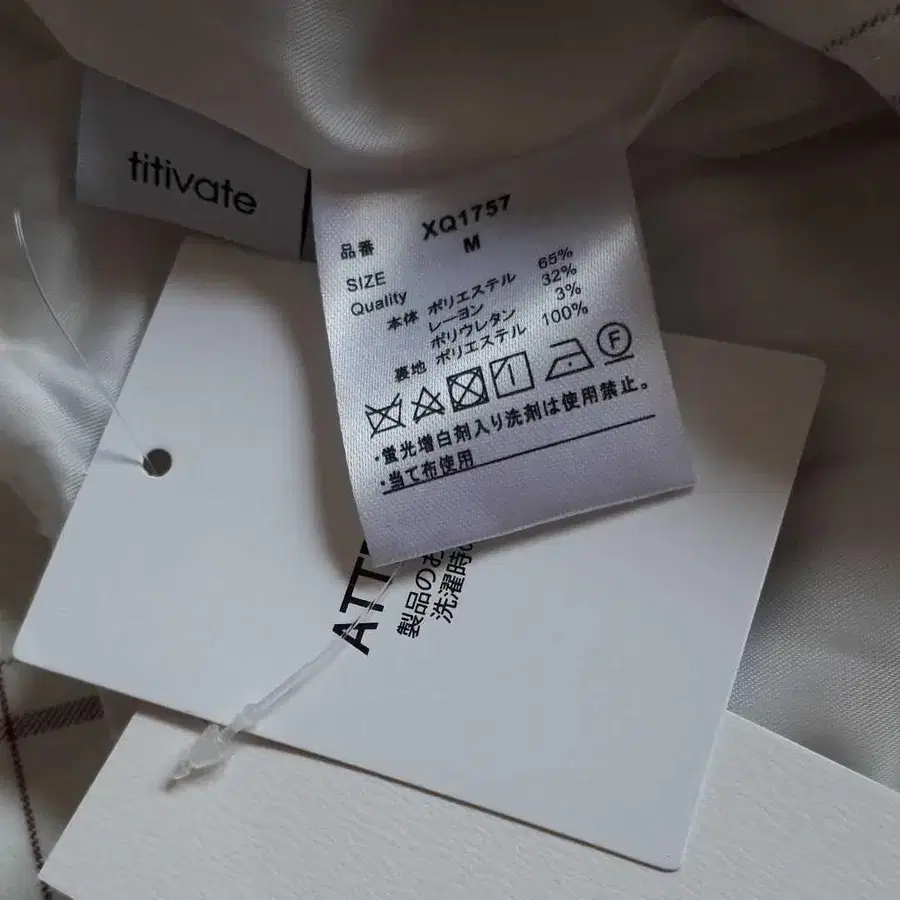 titivate
品番 XQ1757
SIZE M
Quality
本体 ポリエステル 65%
レーヨン 32%
ポリウレタン 3%
裏地 ポリエステル 100%
F
・蛍光増白剤入り洗剤は使用禁止。
・当て布使用
ATT
製品のお
洗濯時